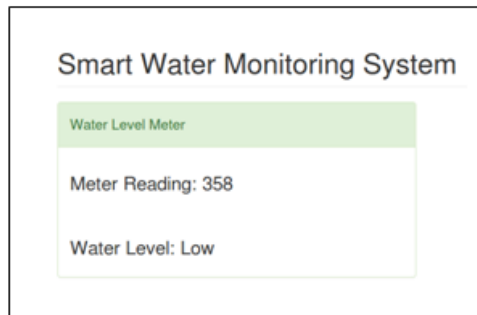 Smart Water Monitoring System
Water Level Meter
Meter Reading: 358
Water Level: Low